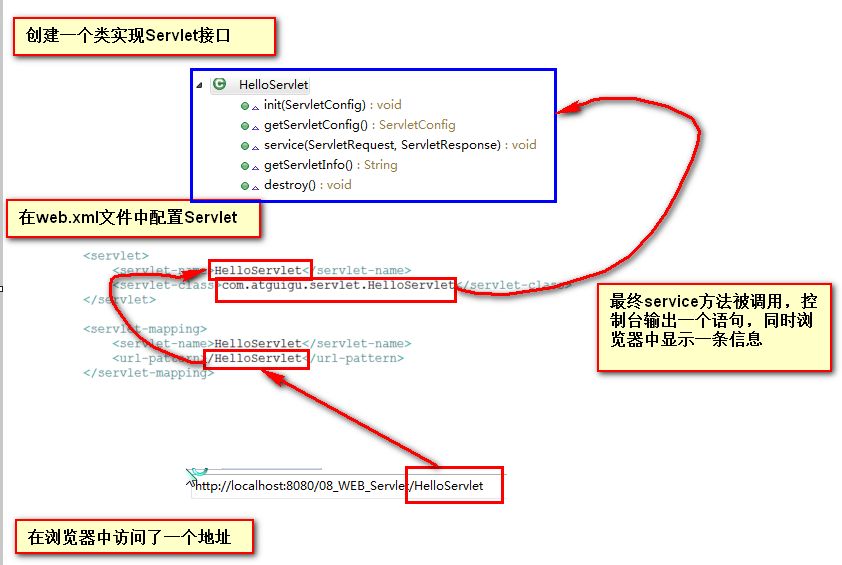 创建一个类实现Servlet接口
HelloServlet
init(ServletConfig) : void
getServletConfig() : ServletConfig
service(ServletRequest, ServletResponse) : void
getServletInfo() : String
destroy() : void
在web.xml文件中配置Servlet
<servlet>
<servlet-name>HelloServlet</servlet-name>
<servlet-class>com.atguigu.servlet.HelloServlet</servlet-class>
</servlet>
<servlet-mapping>
<servlet-name>HelloServlet</servlet-name>
<url-pattern>/HelloServlet</url-pattern>
</servlet-mapping>
最终service方法被调用，控
制台输出一个语句，同时浏
览器中显示一条信息
http://localhost:8080/08_WEB_Servlet/HelloServlet
在浏览器中访问了一个地址